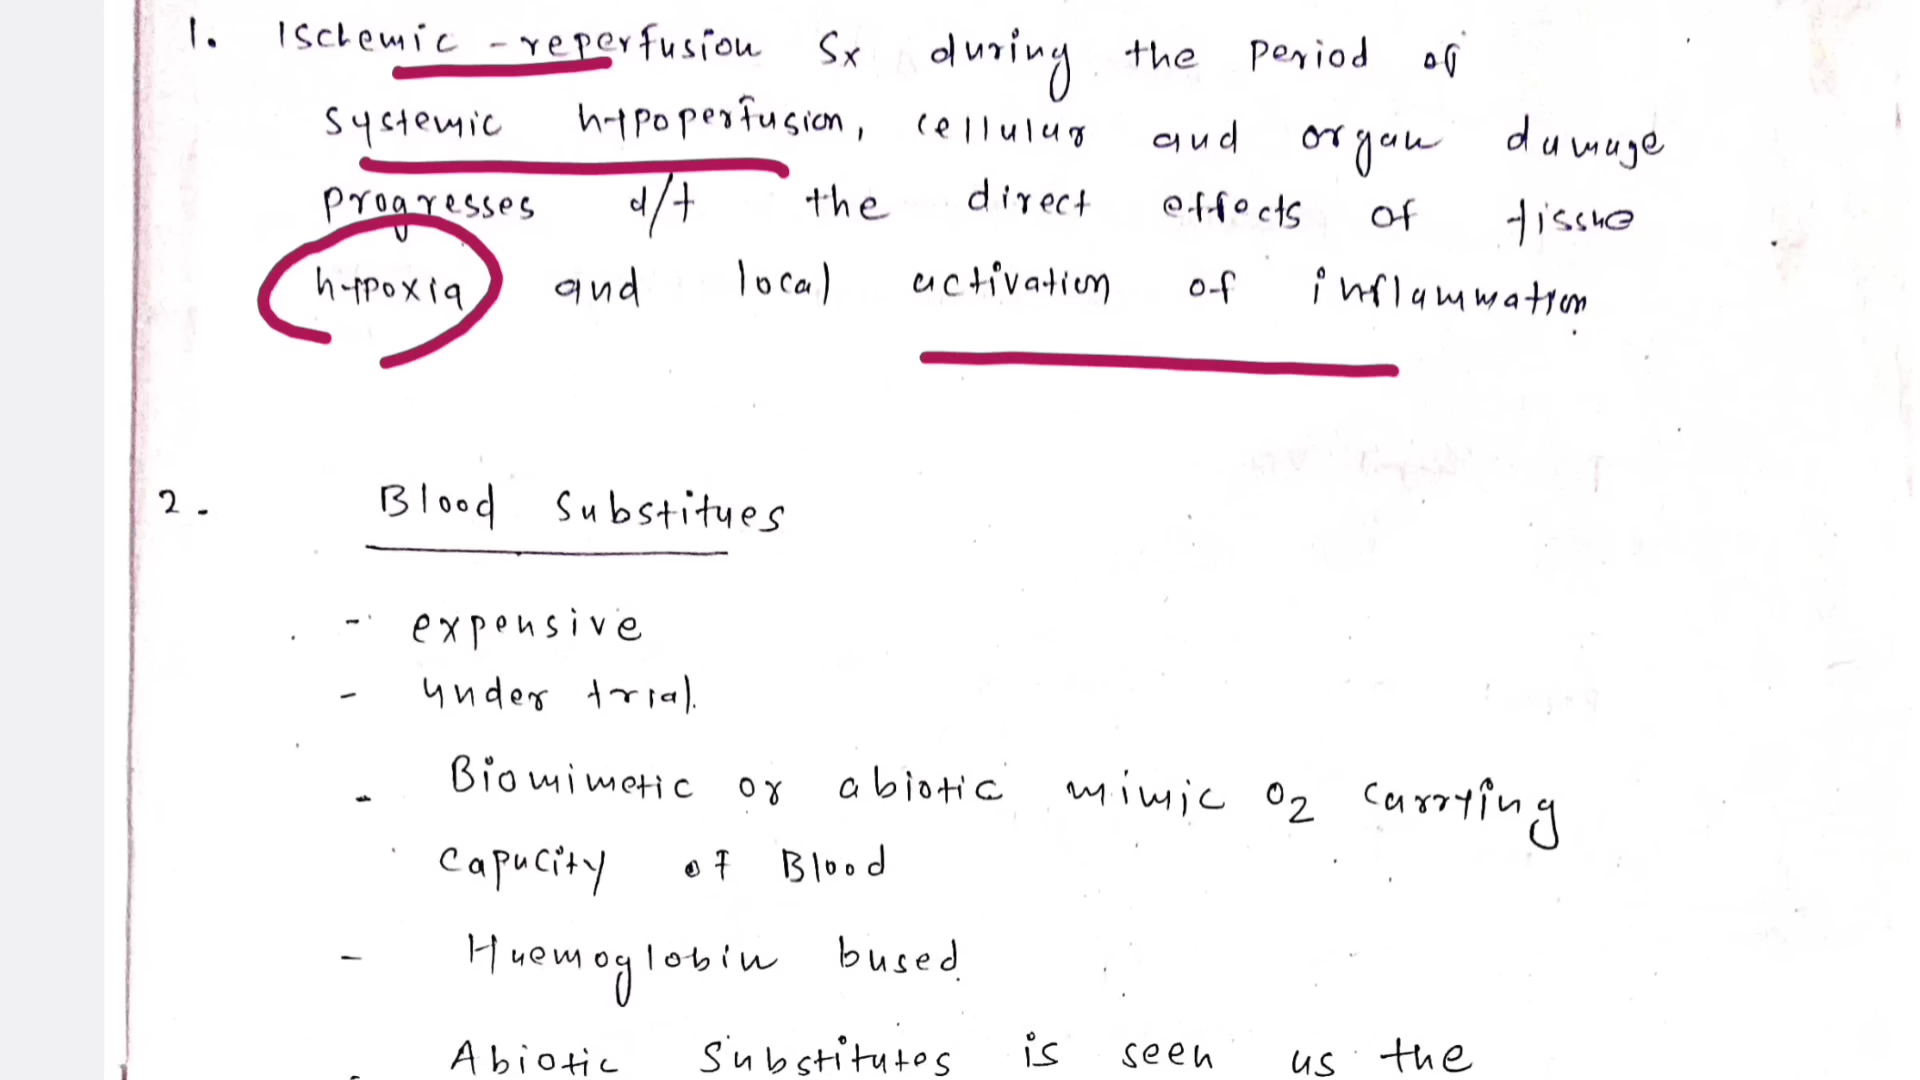 1. Ischemic - reperfusion Sx during the period of
systemic hypoperfusion, cellular and organ damage
progresses d/t the direct effects of tissue
hypoxia and local activation of inflammation
2. Blood Substitues
- expensive
- under trial.
- Biomimetic or abiotic mimic O2 carrying
capacity of Blood
- Haemoglobin based
. Abiotic Substitutes is seen as the